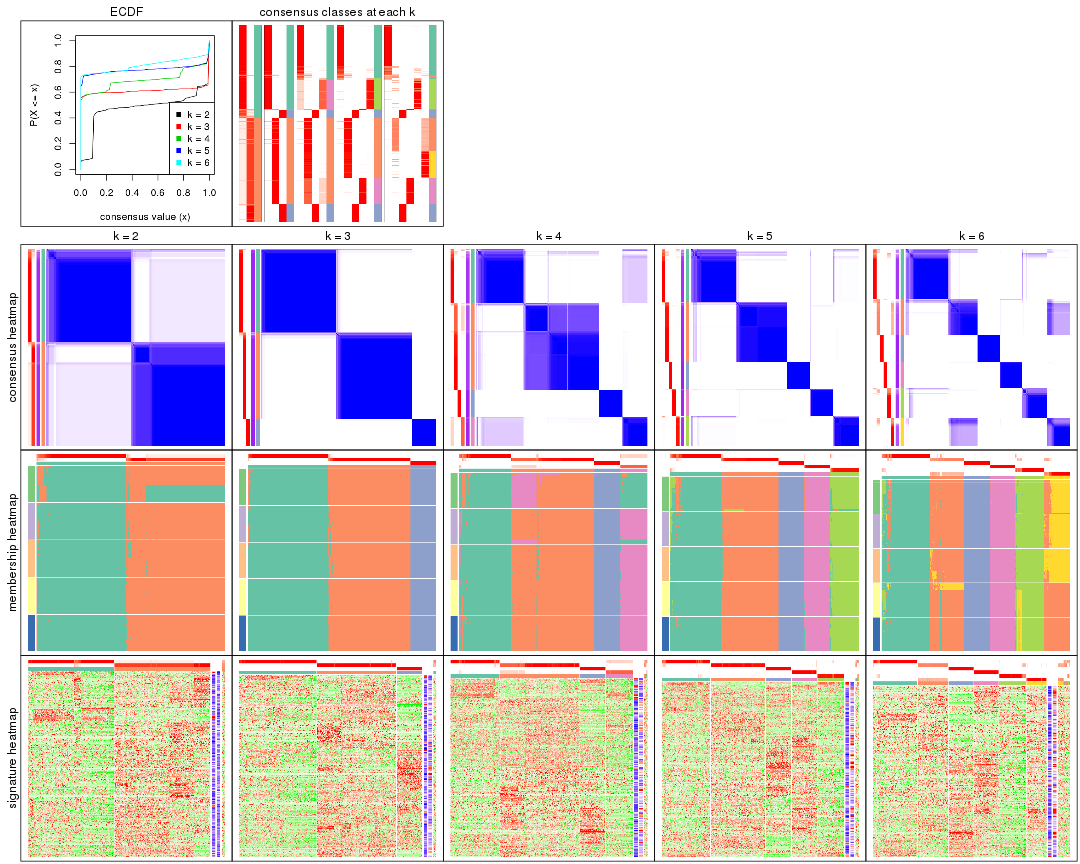 ECDF
consensus classes at each k
P(X <= x)
0.0 0.2 0.4 0.6 0.8 1.0
k = 2
k = 3
k = 4
k = 5
k = 6
0.0 0.2 0.4 0.6 0.8 1.0
consensus value (x)
k = 2
k = 3
k = 4
k = 5
k = 6
consensus heatmap
membership heatmap
signature heatmap